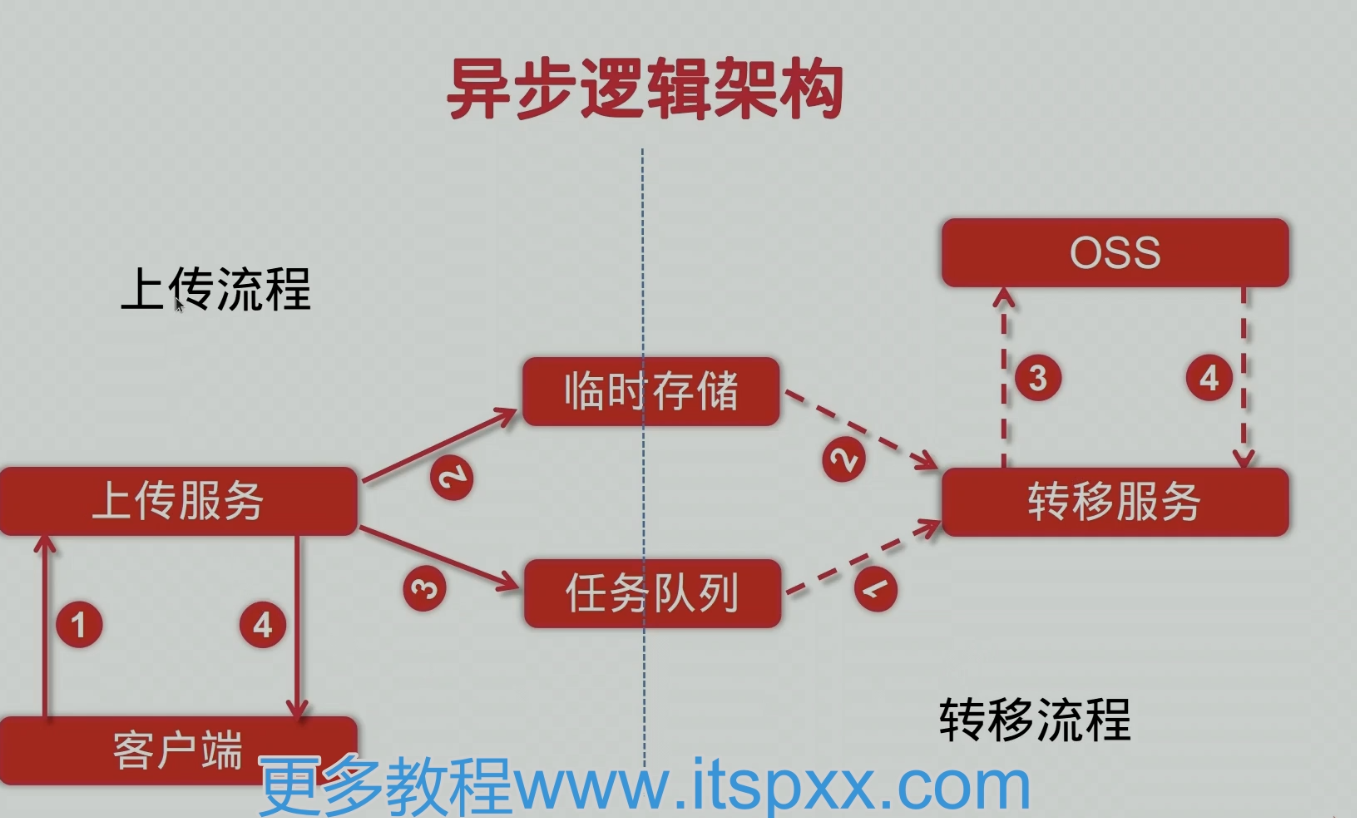 异步逻辑架构
上传流程
OSS
3
4
临时存储
2
2
上传服务
转移服务
任务队列
3
1
1
4
转移流程
客户端
更多教程www.itspxx.com